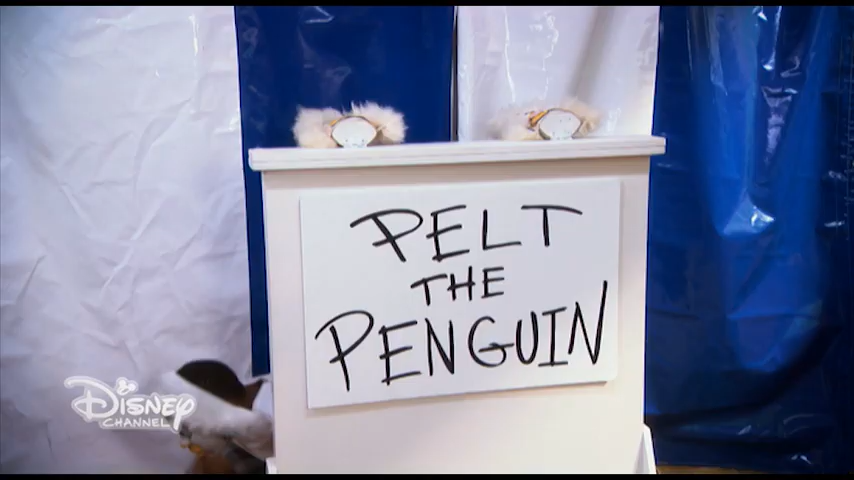 PELT
THE
PENGUIN
DISNEY
CHANNEL